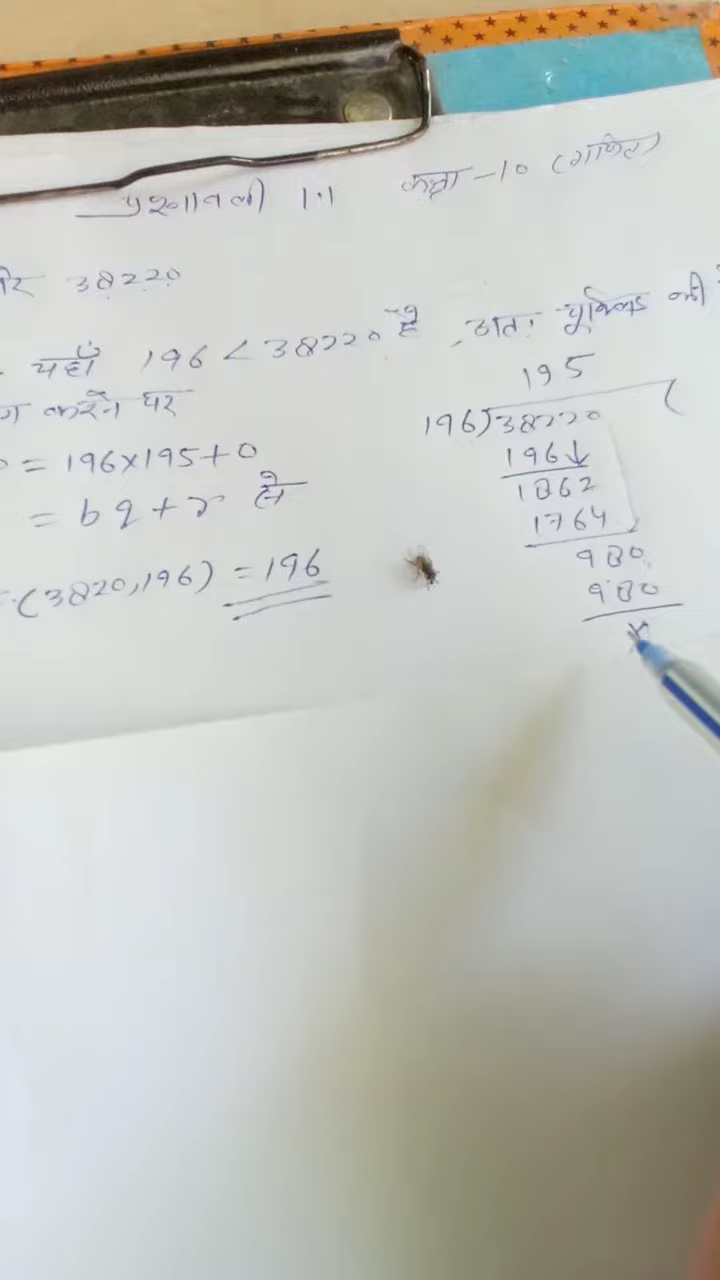 प्रश्नावली 1.1 कक्षा -10 (गणित)
38220
यहाँ 196 < 38220 है, अतः यूक्लिड की
करने पर
= 196×195+0
= bq + r से
(3820,196) = 196
195
196)38220(
196↓
1862
1764
980
980
×